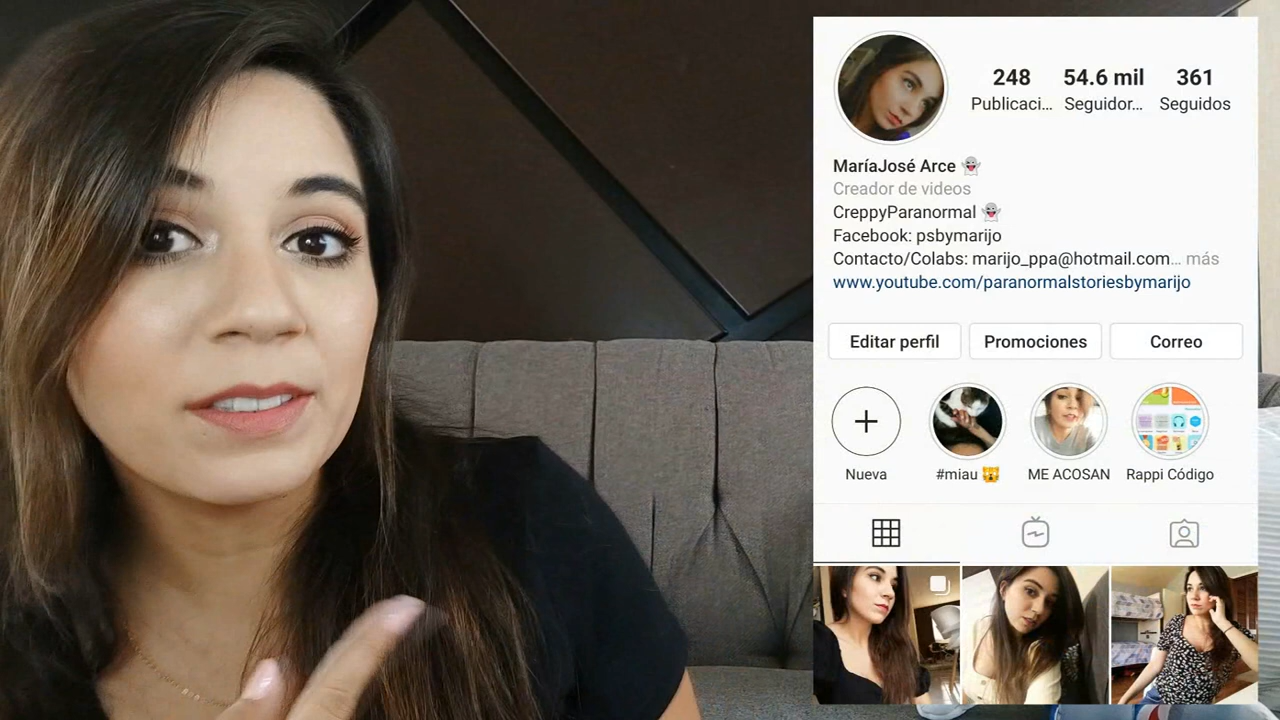 248 54.6 mil 361
Publicaci... Seguidor... Seguidos
MaríaJosé Arce 👻
Creador de videos
CreppyParanormal 👻
Facebook: psbymarijo
Contacto/Colabs: marijo_ppa@hotmail.com... más
www.youtube.com/paranormalstoriesbymarijo
Editar perfil Promociones Correo
Nueva #miau 🐱 ME ACOSAN Rappi Código